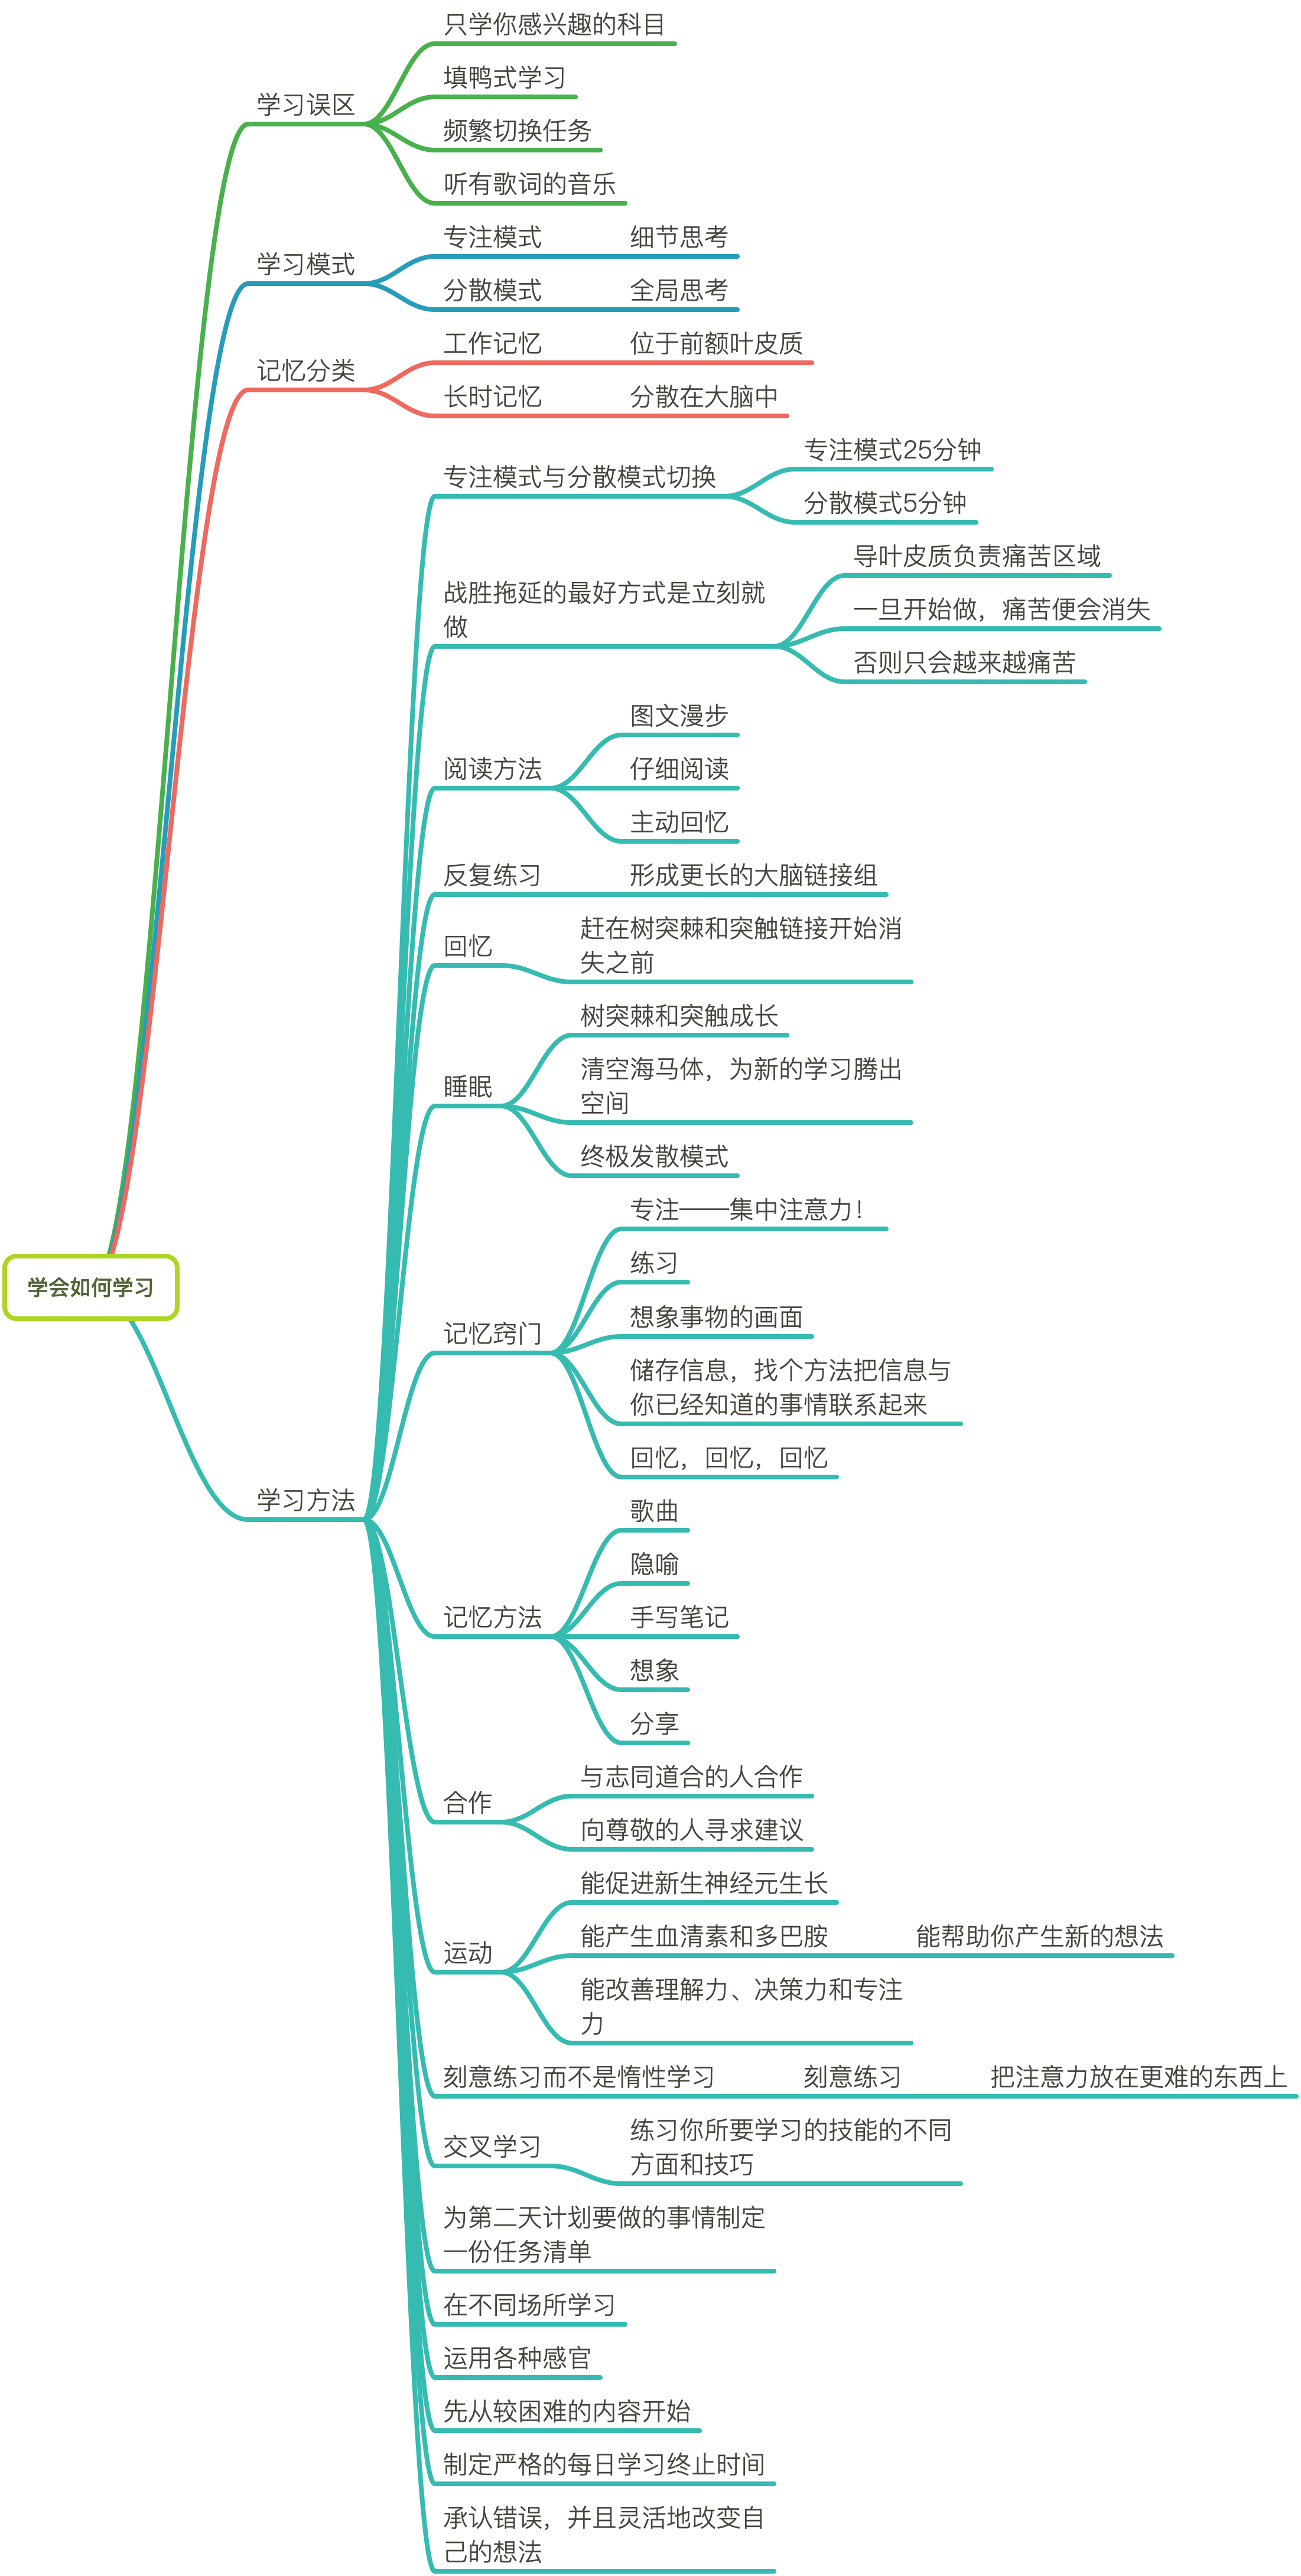 只学你感兴趣的科目
填鸭式学习
学习误区
频繁切换任务
听有歌词的音乐
专注模式
细节思考
学习模式
分散模式
全局思考
工作记忆
位于前额叶皮质
记忆分类
长时记忆
分散在大脑中
专注模式25分钟
专注模式与分散模式切换
分散模式5分钟
导叶皮质负责痛苦区域
战胜拖延的最好方式是立刻就
做
一旦开始做，痛苦便会消失
否则只会越来越痛苦
图文漫步
阅读方法
仔细阅读
主动回忆
反复练习
形成更长的大脑链接组
回忆
赶在树突棘和突触链接开始消
失之前
树突棘和突触成长
睡眠
清空海马体，为新的学习腾出
空间
终极发散模式
专注——集中注意力！
练习
学会如何学习
想象事物的画面
记忆窍门
储存信息，找个方法把信息与
你已经知道的事情联系起来
回忆，回忆，回忆
学习方法
歌曲
隐喻
记忆方法
手写笔记
想象
分享
与志同道合的人合作
合作
向尊敬的人寻求建议
能促进新生神经元生长
运动
能产生血清素和多巴胺
能帮助你产生新的想法
能改善理解力、决策力和专注
力
刻意练习而不是惰性学习
刻意练习
把注意力放在更难的东西上
交叉学习
练习你所要学习的技能的不同
方面和技巧
为第二天计划要做的事情制定
一份任务清单
在不同场所学习
运用各种感官
先从较困难的内容开始
制定严格的每日学习终止时间
承认错误，并且灵活地改变自
己的想法